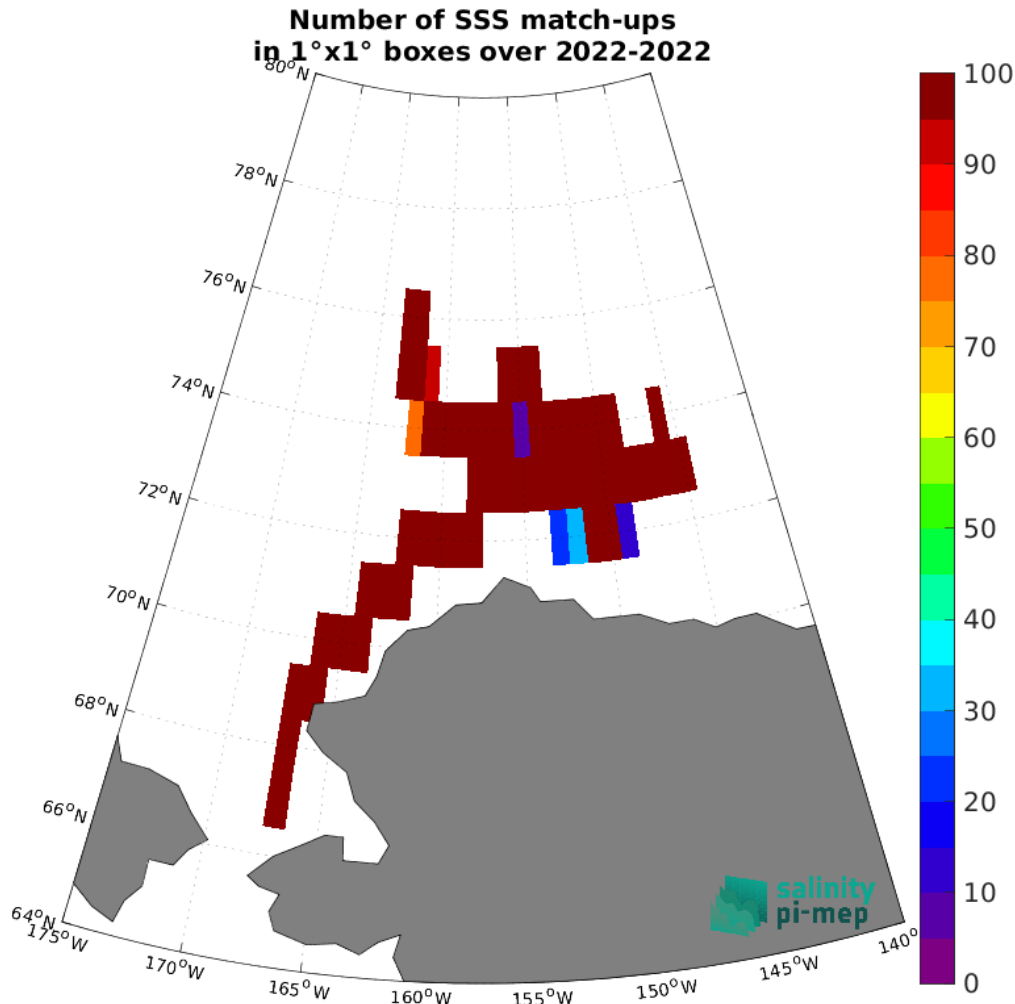 Number of SSS match-ups
in 1°x1° boxes over 2022-2022
80°N
78°N
76°N
74°N
72°N
70°N
68°N
66°N
64°N
175°W
170°W
165°W
160°W
155°W
150°W
145°W
140°
100
90
80
70
60
50
40
30
20
10
0
salinity
pi-mep